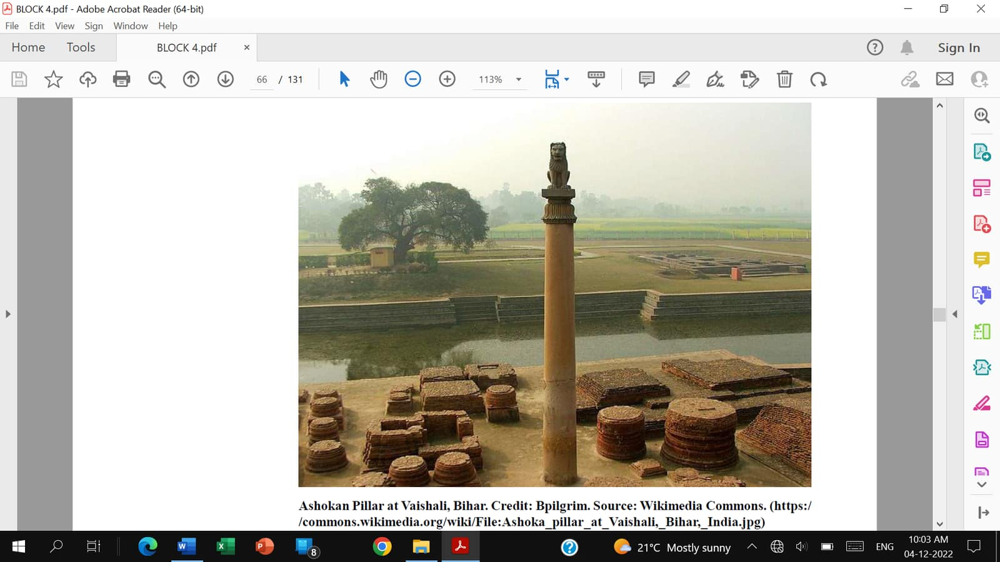 BLOCK 4.pdf - Adobe Acrobat Reader (64-bit)
File Edit View Sign Window Help
Home Tools BLOCK 4.pdf × Sign In
66 / 131 113%
Ashokan Pillar at Vaishali, Bihar. Credit: Bpilgrim. Source: Wikimedia Commons. (https:/
/commons.wikimedia.org/wiki/File:Ashoka_pillar_at_Vaishali,_Bihar,_India.jpg)
8 21°C Mostly sunny ENG 10:03 AM
04-12-2022